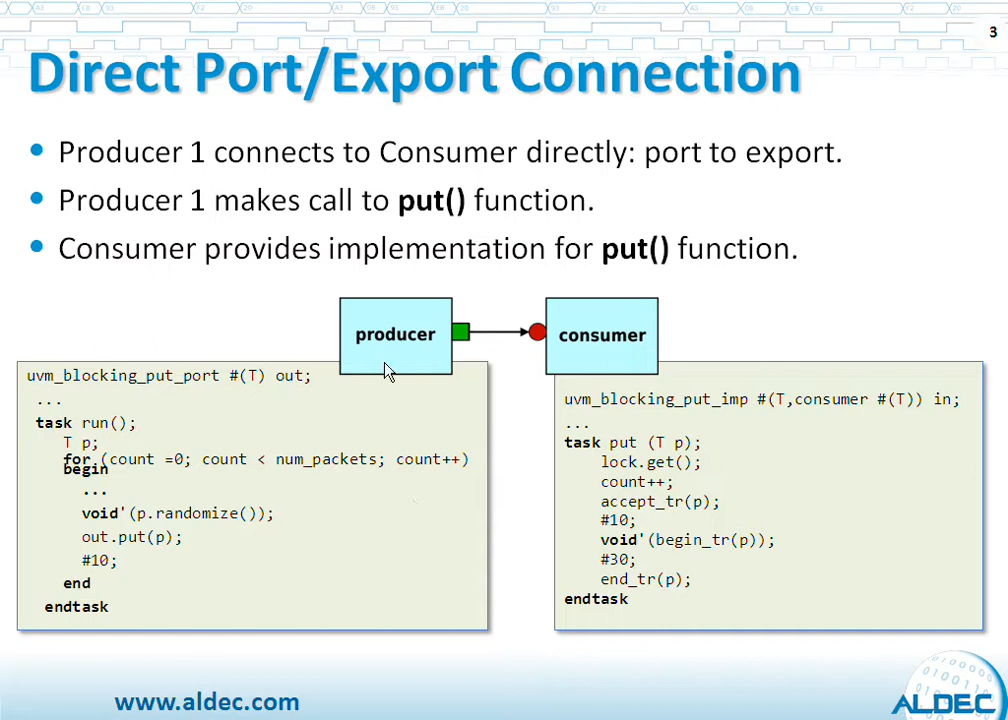 3
Direct Port/Export Connection
Producer 1 connects to Consumer directly: port to export.
Producer 1 makes call to put() function.
Consumer provides implementation for put() function.
producer
consumer
uvm_blocking_put_port #(T) out;
...
task run();
T p;
for (count =0; count < num_packets; count++)
begin
...
void'(p.randomize());
out.put(p);
#10;
end
endtask
uvm_blocking_put_imp #(T,consumer #(T)) in;
...
task put (T p);
lock.get();
count++;
accept_tr(p);
#10;
void'(begin_tr(p));
#30;
end_tr(p);
endtask
www.aldec.com
ALDEC